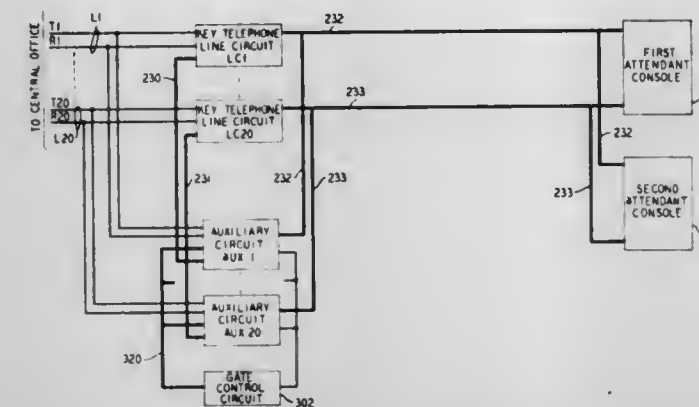 TO CENTRAL OFFICE
T1
R1
L1
KEY TELEPHONE
LINE CIRCUIT
LC1
230
232
FIRST
ATTENDANT
CONSOLE
T20
R20
L20
KEY TELEPHONE
LINE CIRCUIT
LC20
233
231
232
233
232
233
SECOND
ATTENDANT
CONSOLE
AUXILIARY
CIRCUIT
AUX 1
AUXILIARY
CIRCUIT
AUX 20
320
GATE
CONTROL
CIRCUIT
302